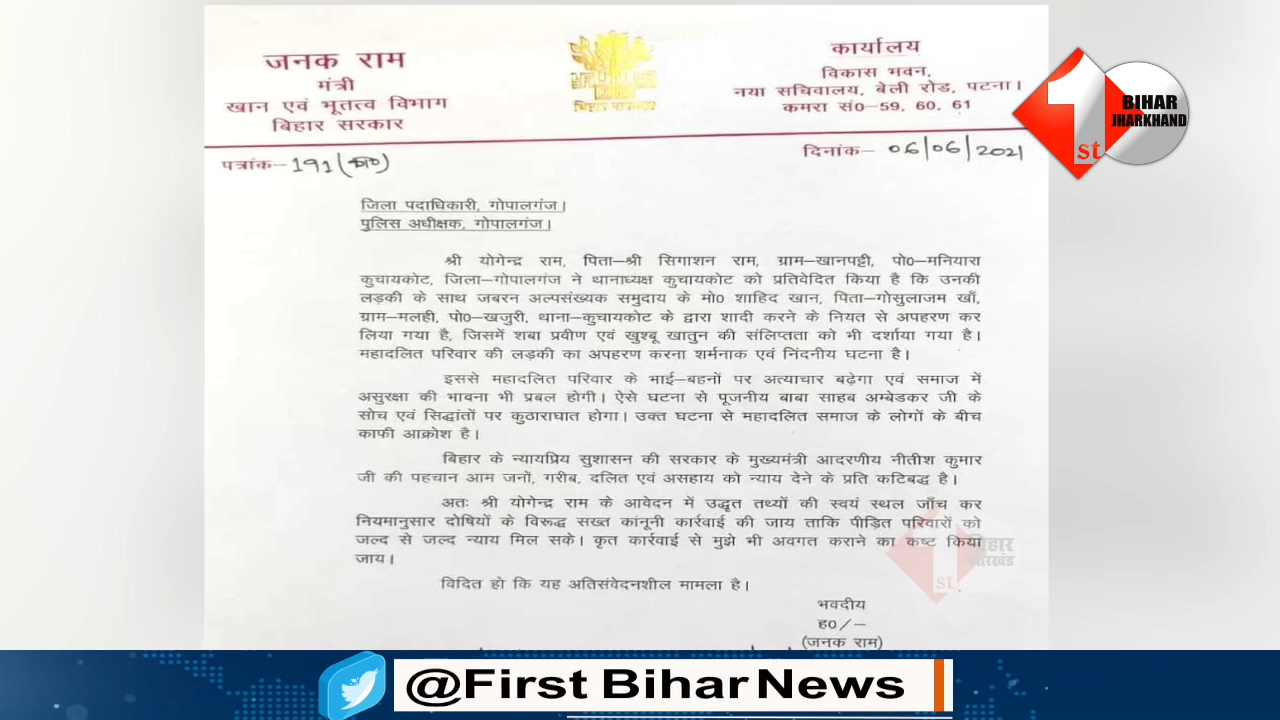 जनक राम
मंत्री
खान एवं भूतत्व विभाग
बिहार सरकार
कार्यालय
विकास भवन,
नया सचिवालय, बेली रोड, पटना।
कमरा सं0-59, 60, 61
1st
BIHAR
JHARKHAND
पत्रांक-191(का0)
दिनांक- 06/06/2021
जिला पदाधिकारी, गोपालगंज।
पुलिस अधीक्षक, गोपालगंज।
श्री योगेन्द्र राम, पिता-श्री सिगाशन राम, ग्राम-खानपट्टी, पो0-मनियारा
कुचायकोट, जिला-गोपालगंज ने थानाध्यक्ष कुचायकोट को प्रतिवेदित किया है कि उनकी
लड़की के साथ जबरन अल्पसंख्यक समुदाय के मो0 शाहिद खान, पिता-गोसुलाजम खाँ,
ग्राम-मलही, पो0-खजुरी, थाना-कुचायकोट के द्वारा शादी करने के नियत से अपहरण कर
लिया गया है, जिसमें शबा प्रवीण एवं खुश्बू खातुन की संलिप्तता को भी दर्शाया गया है।
महादलित परिवार की लड़की का अपहरण करना शर्मनाक एवं निंदनीय घटना है।
इससे महादलित परिवार के भाई-बहनों पर अत्याचार बढ़ेगा एवं समाज में
असुरक्षा की भावना भी प्रबल होगी। ऐसे घटना से पूजनीय बाबा साहब अम्बेडकर जी के
सोच एवं सिद्धांतों पर कुठाराघात होगा। उक्त घटना से महादलित समाज के लोगों के बीच
काफी आक्रोश है।
बिहार के न्यायप्रिय सुशासन की सरकार के मुख्यमंत्री आदरणीय नीतीश कुमार
जी की पहचान आम जनों, गरीब, दलित एवं असहाय को न्याय देने के प्रति कटिबद्ध है।
अतः श्री योगेन्द्र राम के आवेदन में उद्धृत तथ्यों की स्वयं स्थल जाँच कर
नियमानुसार दोषियों के विरूद्ध सख्त कांनूनी कार्रवाई की जाय ताकि पीड़ित परिवारों को
जल्द से जल्द न्याय मिल सके। कृत कार्रवाई से मुझे भी अवगत कराने का कष्ट किया
जाय।
विदित हो कि यह अतिसंवेदनशील मामला है।
भवदीय
ह0/-
(जनक राम)
@First Bihar News